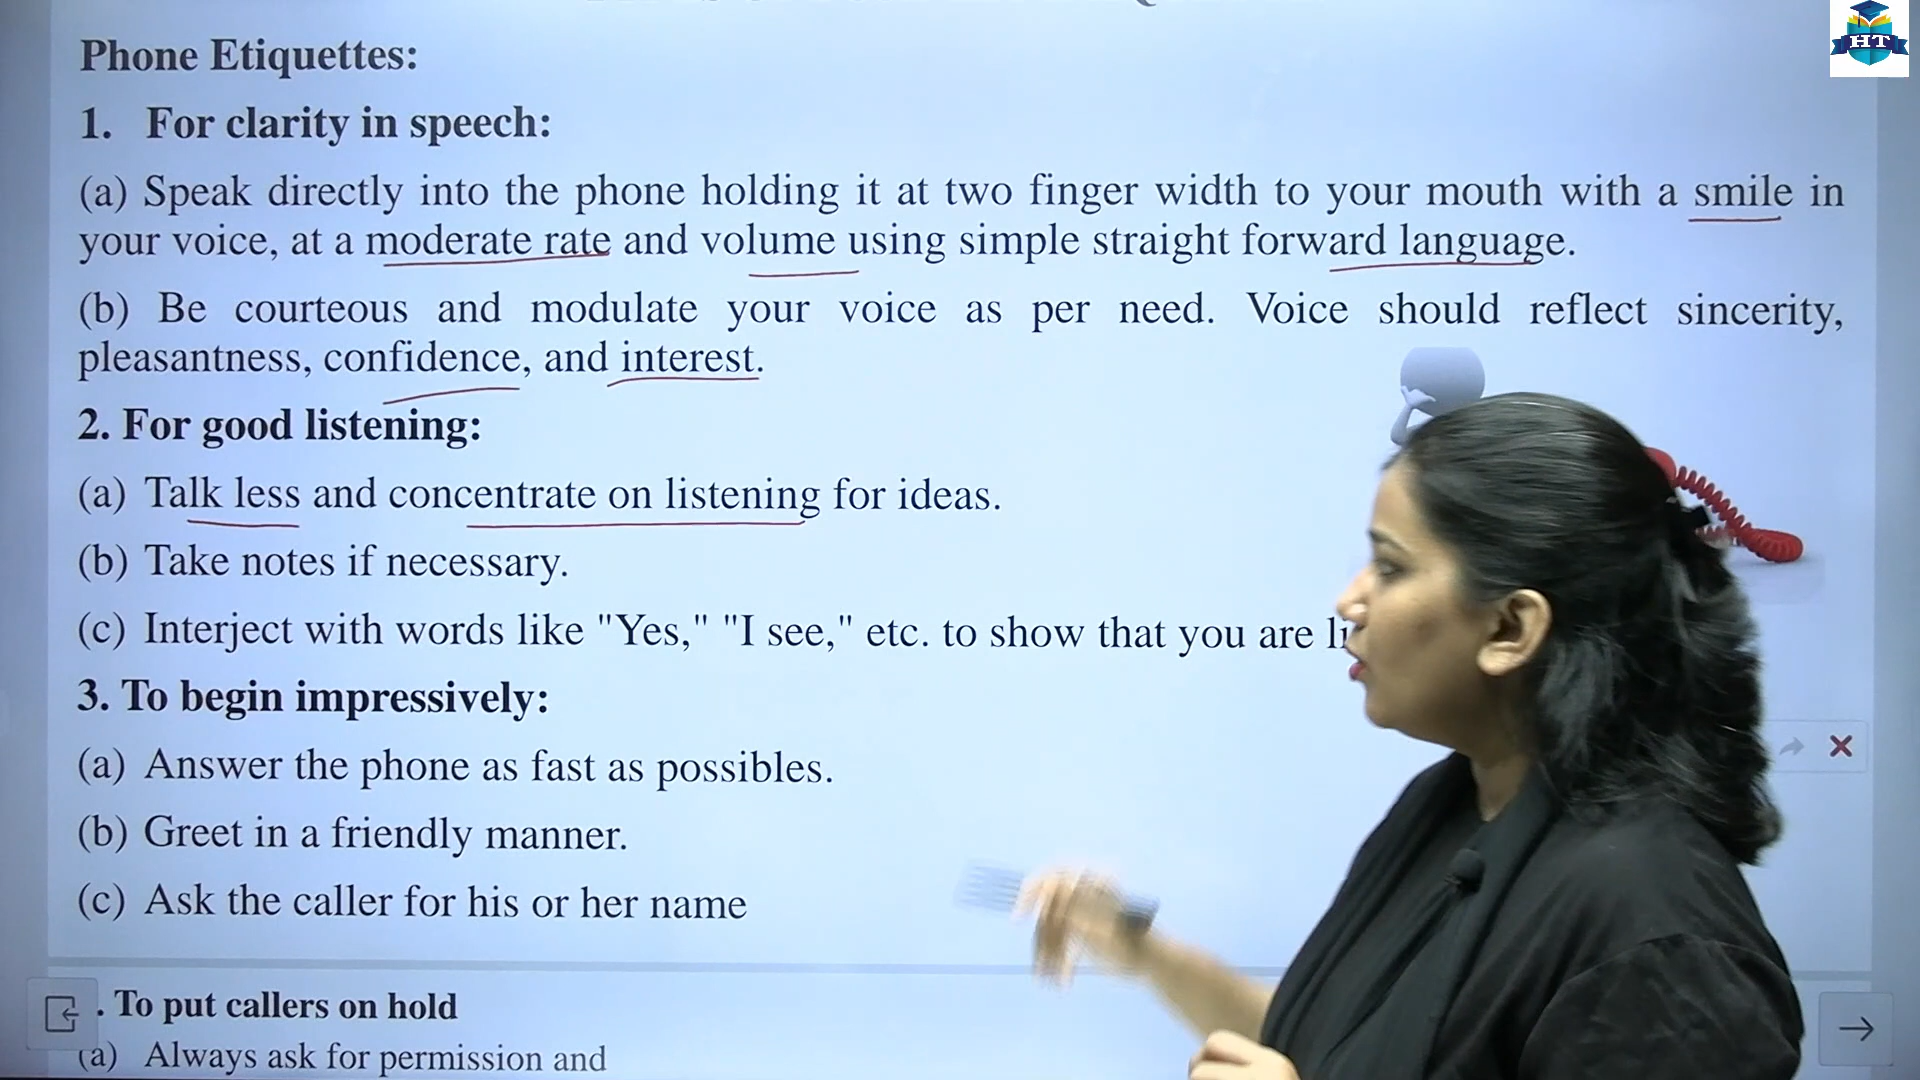 Phone Etiquettes:
HT
1. For clarity in speech:
(a) Speak directly into the phone holding it at two finger width to your mouth with a smile in
your voice, at a moderate rate and volume using simple straight forward language.
(b) Be courteous and modulate your voice as per need. Voice should reflect sincerity,
pleasantness, confidence, and interest.
2. For good listening:
(a) Talk less and concentrate on listening for ideas.
(b) Take notes if necessary.
(c) Interject with words like "Yes," "I see," etc. to show that you are
3. To begin impressively:
(a) Answer the phone as fast as possibles.
(b) Greet in a friendly manner.
(c) Ask the caller for his or her name
. To put callers on hold
(a) Always ask for permission and